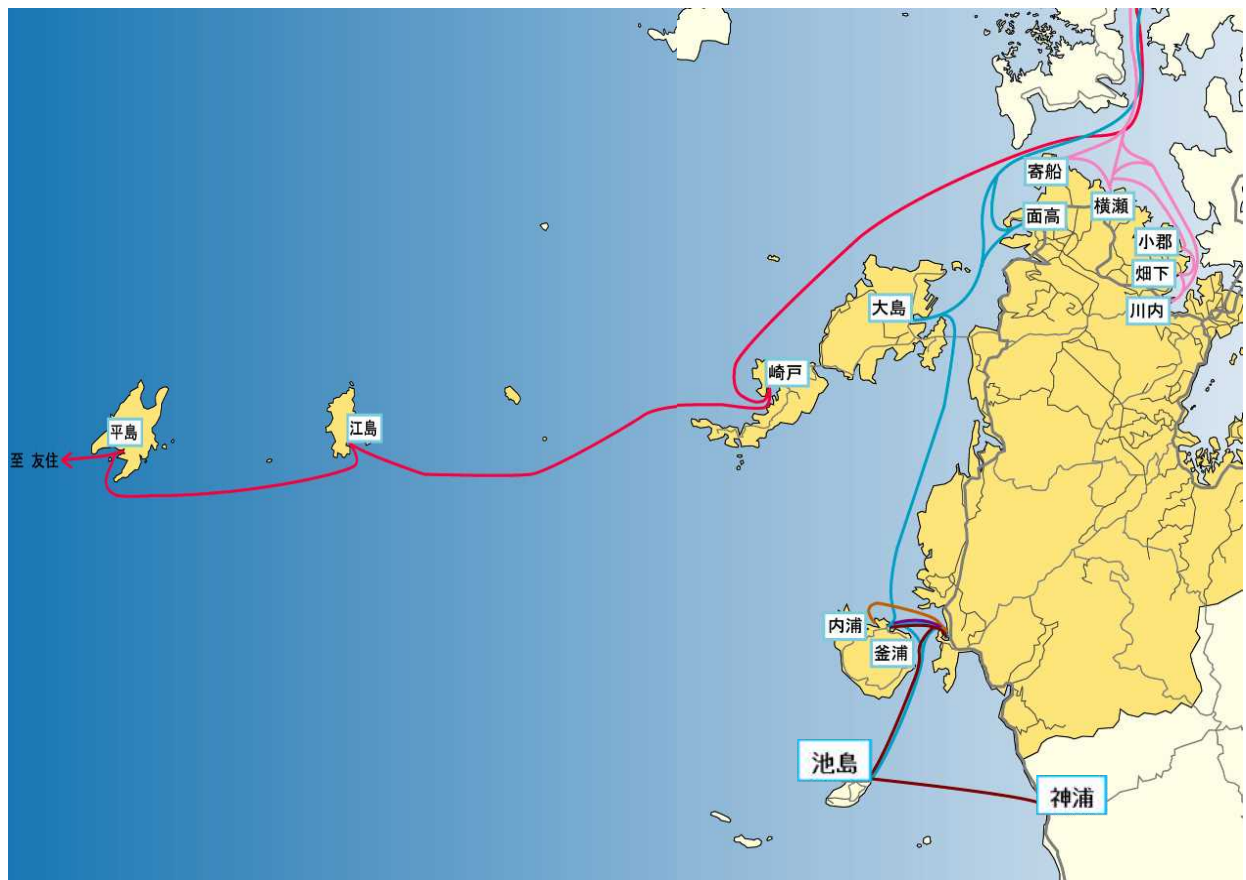 寄船
面高
横瀬
小郡
畑下
川内
大島
崎戸
平島
江島
至 友住
内浦
釜浦
池島
神浦